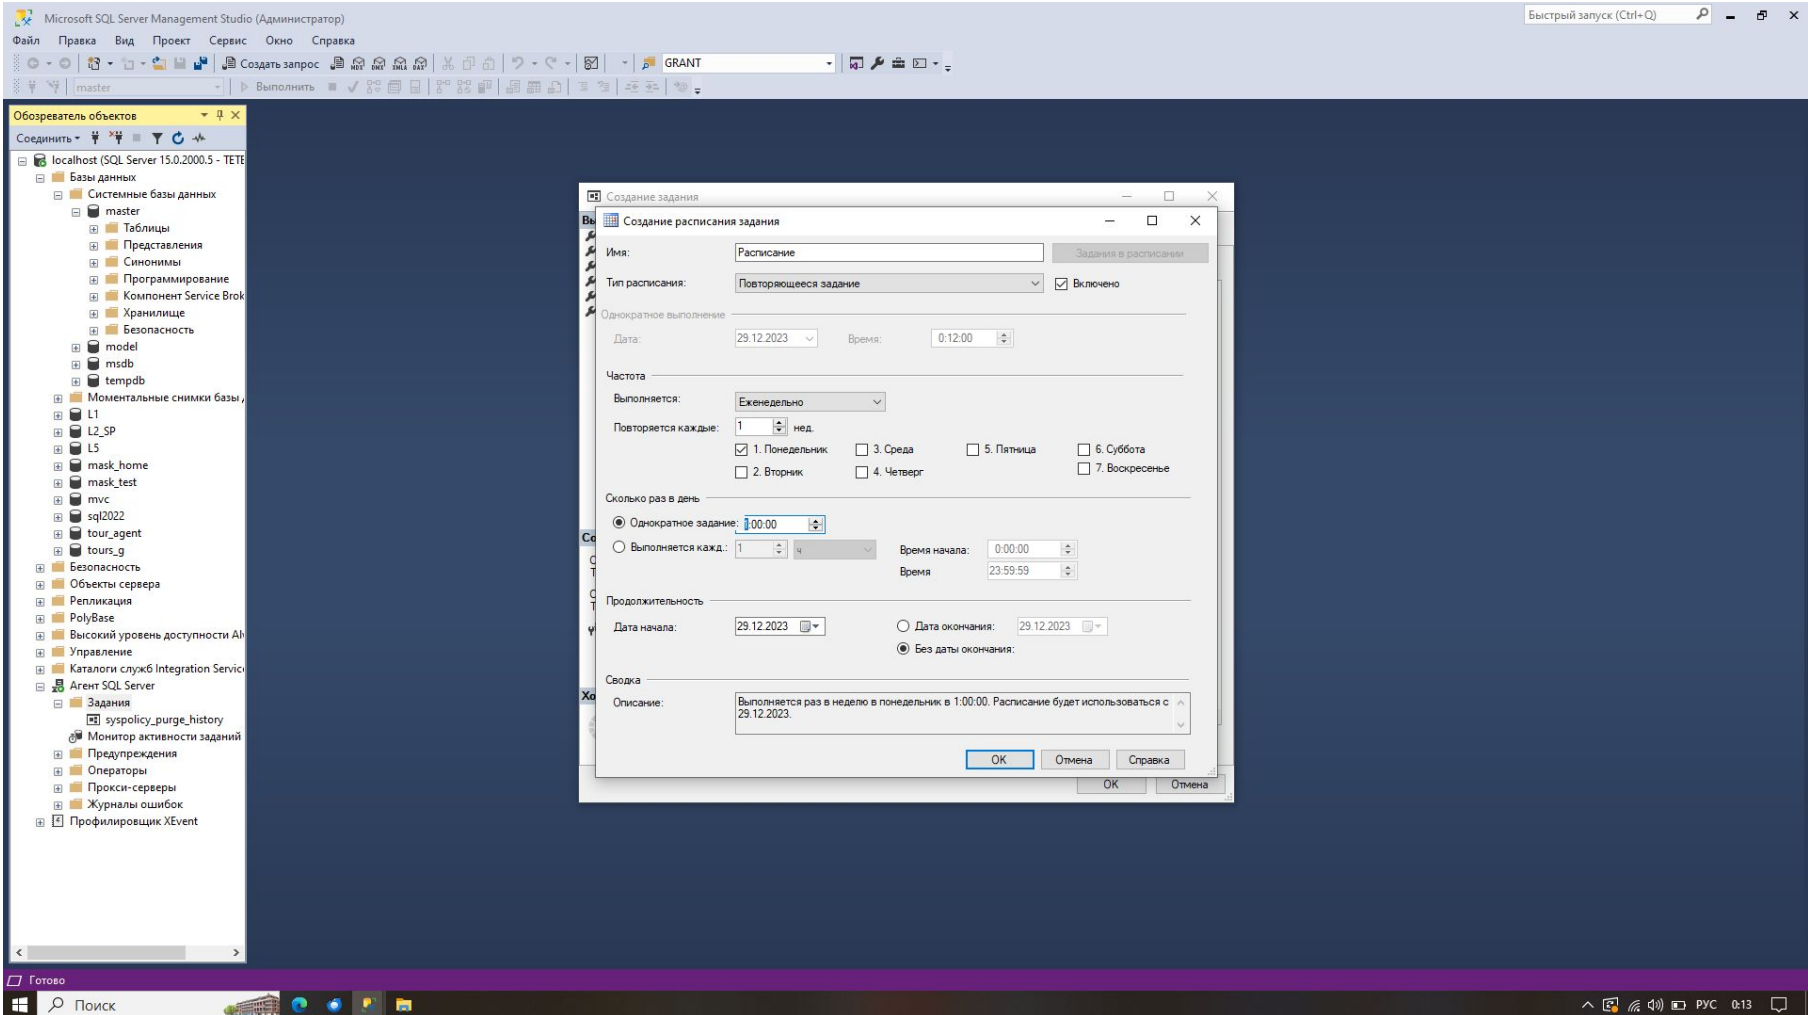 Microsoft SQL Server Management Studio (Администратор)
Быстрый запуск (Ctrl+Q)
Файл Правка Вид Проект Сервис Окно Справка
Создать запрос
GRANT
master
Выполнить
Обозреватель объектов
Соединить
localhost (SQL Server 15.0.2000.5 - TETE
Базы данных
Системные базы данных
master
Таблицы
Представления
Синонимы
Программирование
Компонент Service Brok
Хранилище
Безопасность
model
msdb
tempdb
Моментальные снимки базы
L1
L2_SP
L5
mask_home
mask_test
mvc
sql2022
tour_agent
tours_g
Безопасность
Объекты сервера
Репликация
PolyBase
Высокий уровень доступности Al
Управление
Каталоги служб Integration Service
Агент SQL Server
Задания
syspolicy_purge_history
Монитор активности заданий
Предупреждения
Операторы
Прокси-серверы
Журналы ошибок
Профилировщик XEvent
Создание задания
Вы
Создание расписания задания
Имя: Расписание Задания в расписании
Тип расписания: Повторяющееся задание Включено
Однократное выполнение
Дата: 29.12.2023 Время: 0:12:00
Частота
Выполняется: Еженедельно
Повторяется каждые: 1 нед.
1. Понедельник 3. Среда 5. Пятница 6. Суббота
2. Вторник 4. Четверг 7. Воскресенье
Сколько раз в день
Однократное задание: 1:00:00
Со
Выполняется кажд.: 1 ч Время начала: 0:00:00
Время 23:59:59
Продолжительность
Дата начала: 29.12.2023 Дата окончания: 29.12.2023
Без даты окончания:
Сводка
Хо
Описание: Выполняется раз в неделю в понедельник в 1:00:00. Расписание будет использоваться с
29.12.2023.
OK Отмена Справка
OK Отмена
Готово
Поиск
РУС 0:13